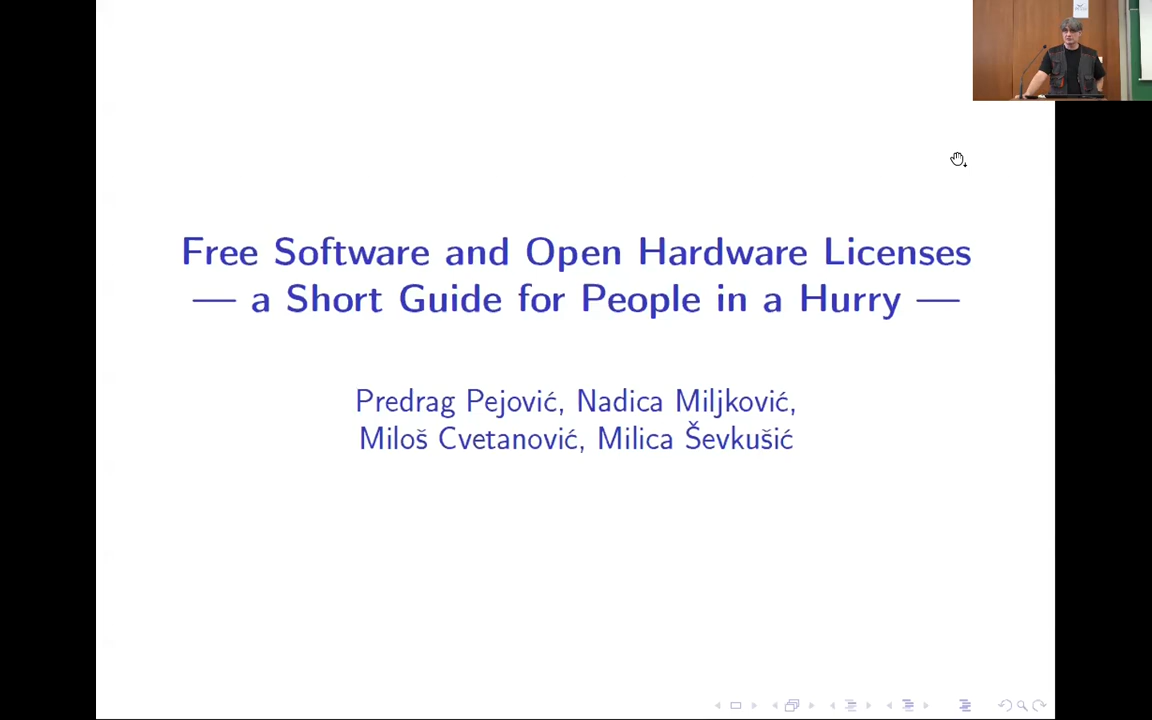 Free Software and Open Hardware Licenses
— a Short Guide for People in a Hurry —
Predrag Pejović, Nadica Miljković,
Miloš Cvetanović, Milica Ševkušić